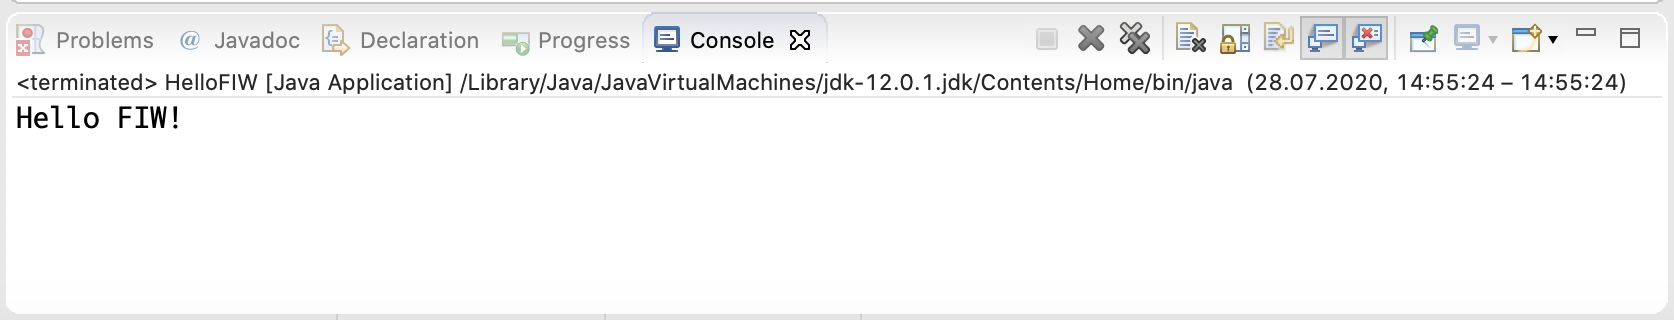 Problems @ Javadoc Declaration Progress Console
<terminated> HelloFIW [Java Application] /Library/Java/JavaVirtualMachines/jdk-12.0.1.jdk/Contents/Home/bin/java (28.07.2020, 14:55:24 – 14:55:24)
Hello FIW!